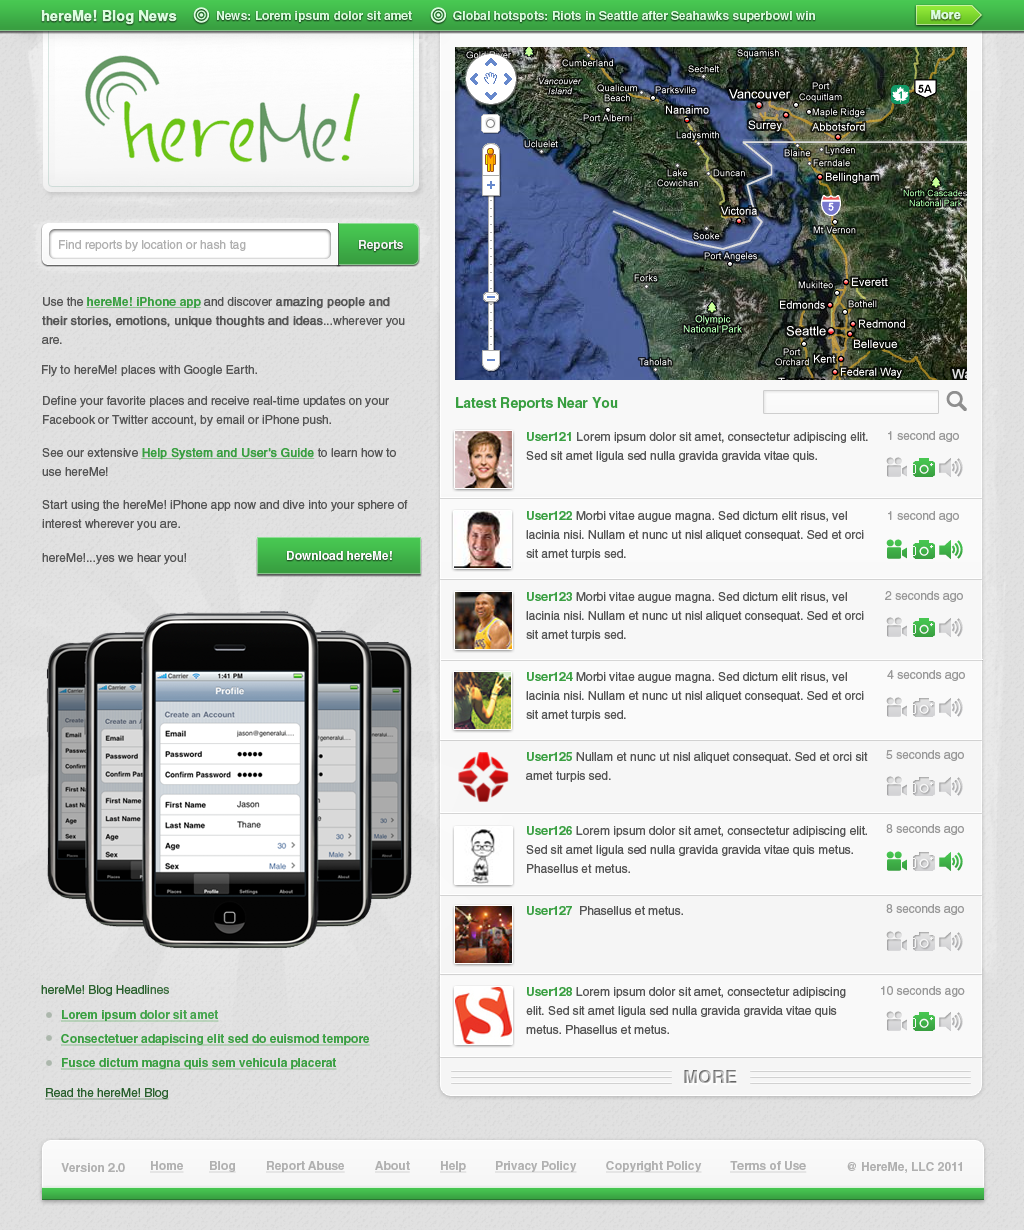 hereMe! Blog News
News: Lorem ipsum dolor sit amet
Global hotspots: Riots in Seattle after Seahawks superbowl win
More
hereMe!
Find reports by location or hash tag
Reports
Use the hereMe! iPhone app and discover amazing people and
their stories, emotions, unique thoughts and ideas...wherever you
are.
Fly to hereMe! places with Google Earth.
Define your favorite places and receive real-time updates on your
Facebook or Twitter account, by email or iPhone push.
See our extensive Help System and User's Guide to learn how to
use hereMe!
Start using the hereMe! iPhone app now and dive into your sphere of
interest wherever you are.
hereMe!...yes we hear you!
Download hereMe!
Carrier
1:41 PM
Profile
Create an Account
Email jason@generalui....
Password ●●●●●
Confirm Password ●●●●●
First Name Jason
Last Name Thane
Age 30
Sex Male
Places Profile Settings About
hereMe! Blog Headlines
Lorem ipsum dolor sit amet
Consectetuer adapiscing elit sed do euismod tempore
Fusce dictum magna quis sem vehicula placerat
Read the hereMe! Blog
Gold River
Cumberland
Squamish
Sechelt
Vancouver
Island
Qualicum
Beach
Parksville
Port Alberni
Nanaimo
Vancouver
Port
Coquitlam
1
5A
Maple Ridge
Surrey
Abbotsford
Ucluelet
Ladysmith
Blaine
Lynden
Ferndale
Lake
Cowichan
Duncan
Bellingham
North Cascades
National Park
5
Victoria
Sooke
Mt Vernon
Port Angeles
Forks
Mukilteo
Everett
Edmonds
Bothell
Olympic
National Park
Seattle
Redmond
Bellevue
Port
Orchard
Kent
Taholah
Federal Way
Latest Reports Near You
User121 Lorem ipsum dolor sit amet, consectetur adipiscing elit.
Sed sit amet ligula sed nulla gravida gravida vitae quis.
1 second ago
User122 Morbi vitae augue magna. Sed dictum elit risus, vel
lacinia nisi. Nullam et nunc ut nisl aliquet consequat. Sed et orci
sit amet turpis sed.
1 second ago
User123 Morbi vitae augue magna. Sed dictum elit risus, vel
lacinia nisi. Nullam et nunc ut nisl aliquet consequat. Sed et orci
sit amet turpis sed.
2 seconds ago
User124 Morbi vitae augue magna. Sed dictum elit risus, vel
lacinia nisi. Nullam et nunc ut nisl aliquet consequat. Sed et orci
sit amet turpis sed.
4 seconds ago
User125 Nullam et nunc ut nisl aliquet consequat. Sed et orci sit
amet turpis sed.
5 seconds ago
User126 Lorem ipsum dolor sit amet, consectetur adipiscing elit.
Sed sit amet ligula sed nulla gravida gravida vitae quis metus.
Phasellus et metus.
8 seconds ago
User127 Phasellus et metus.
8 seconds ago
User128 Lorem ipsum dolor sit amet, consectetur adipiscing
elit. Sed sit amet ligula sed nulla gravida gravida vitae quis
metus. Phasellus et metus.
10 seconds ago
MORE
Version 2.0
Home
Blog
Report Abuse
About
Help
Privacy Policy
Copyright Policy
Terms of Use
@ HereMe, LLC 2011